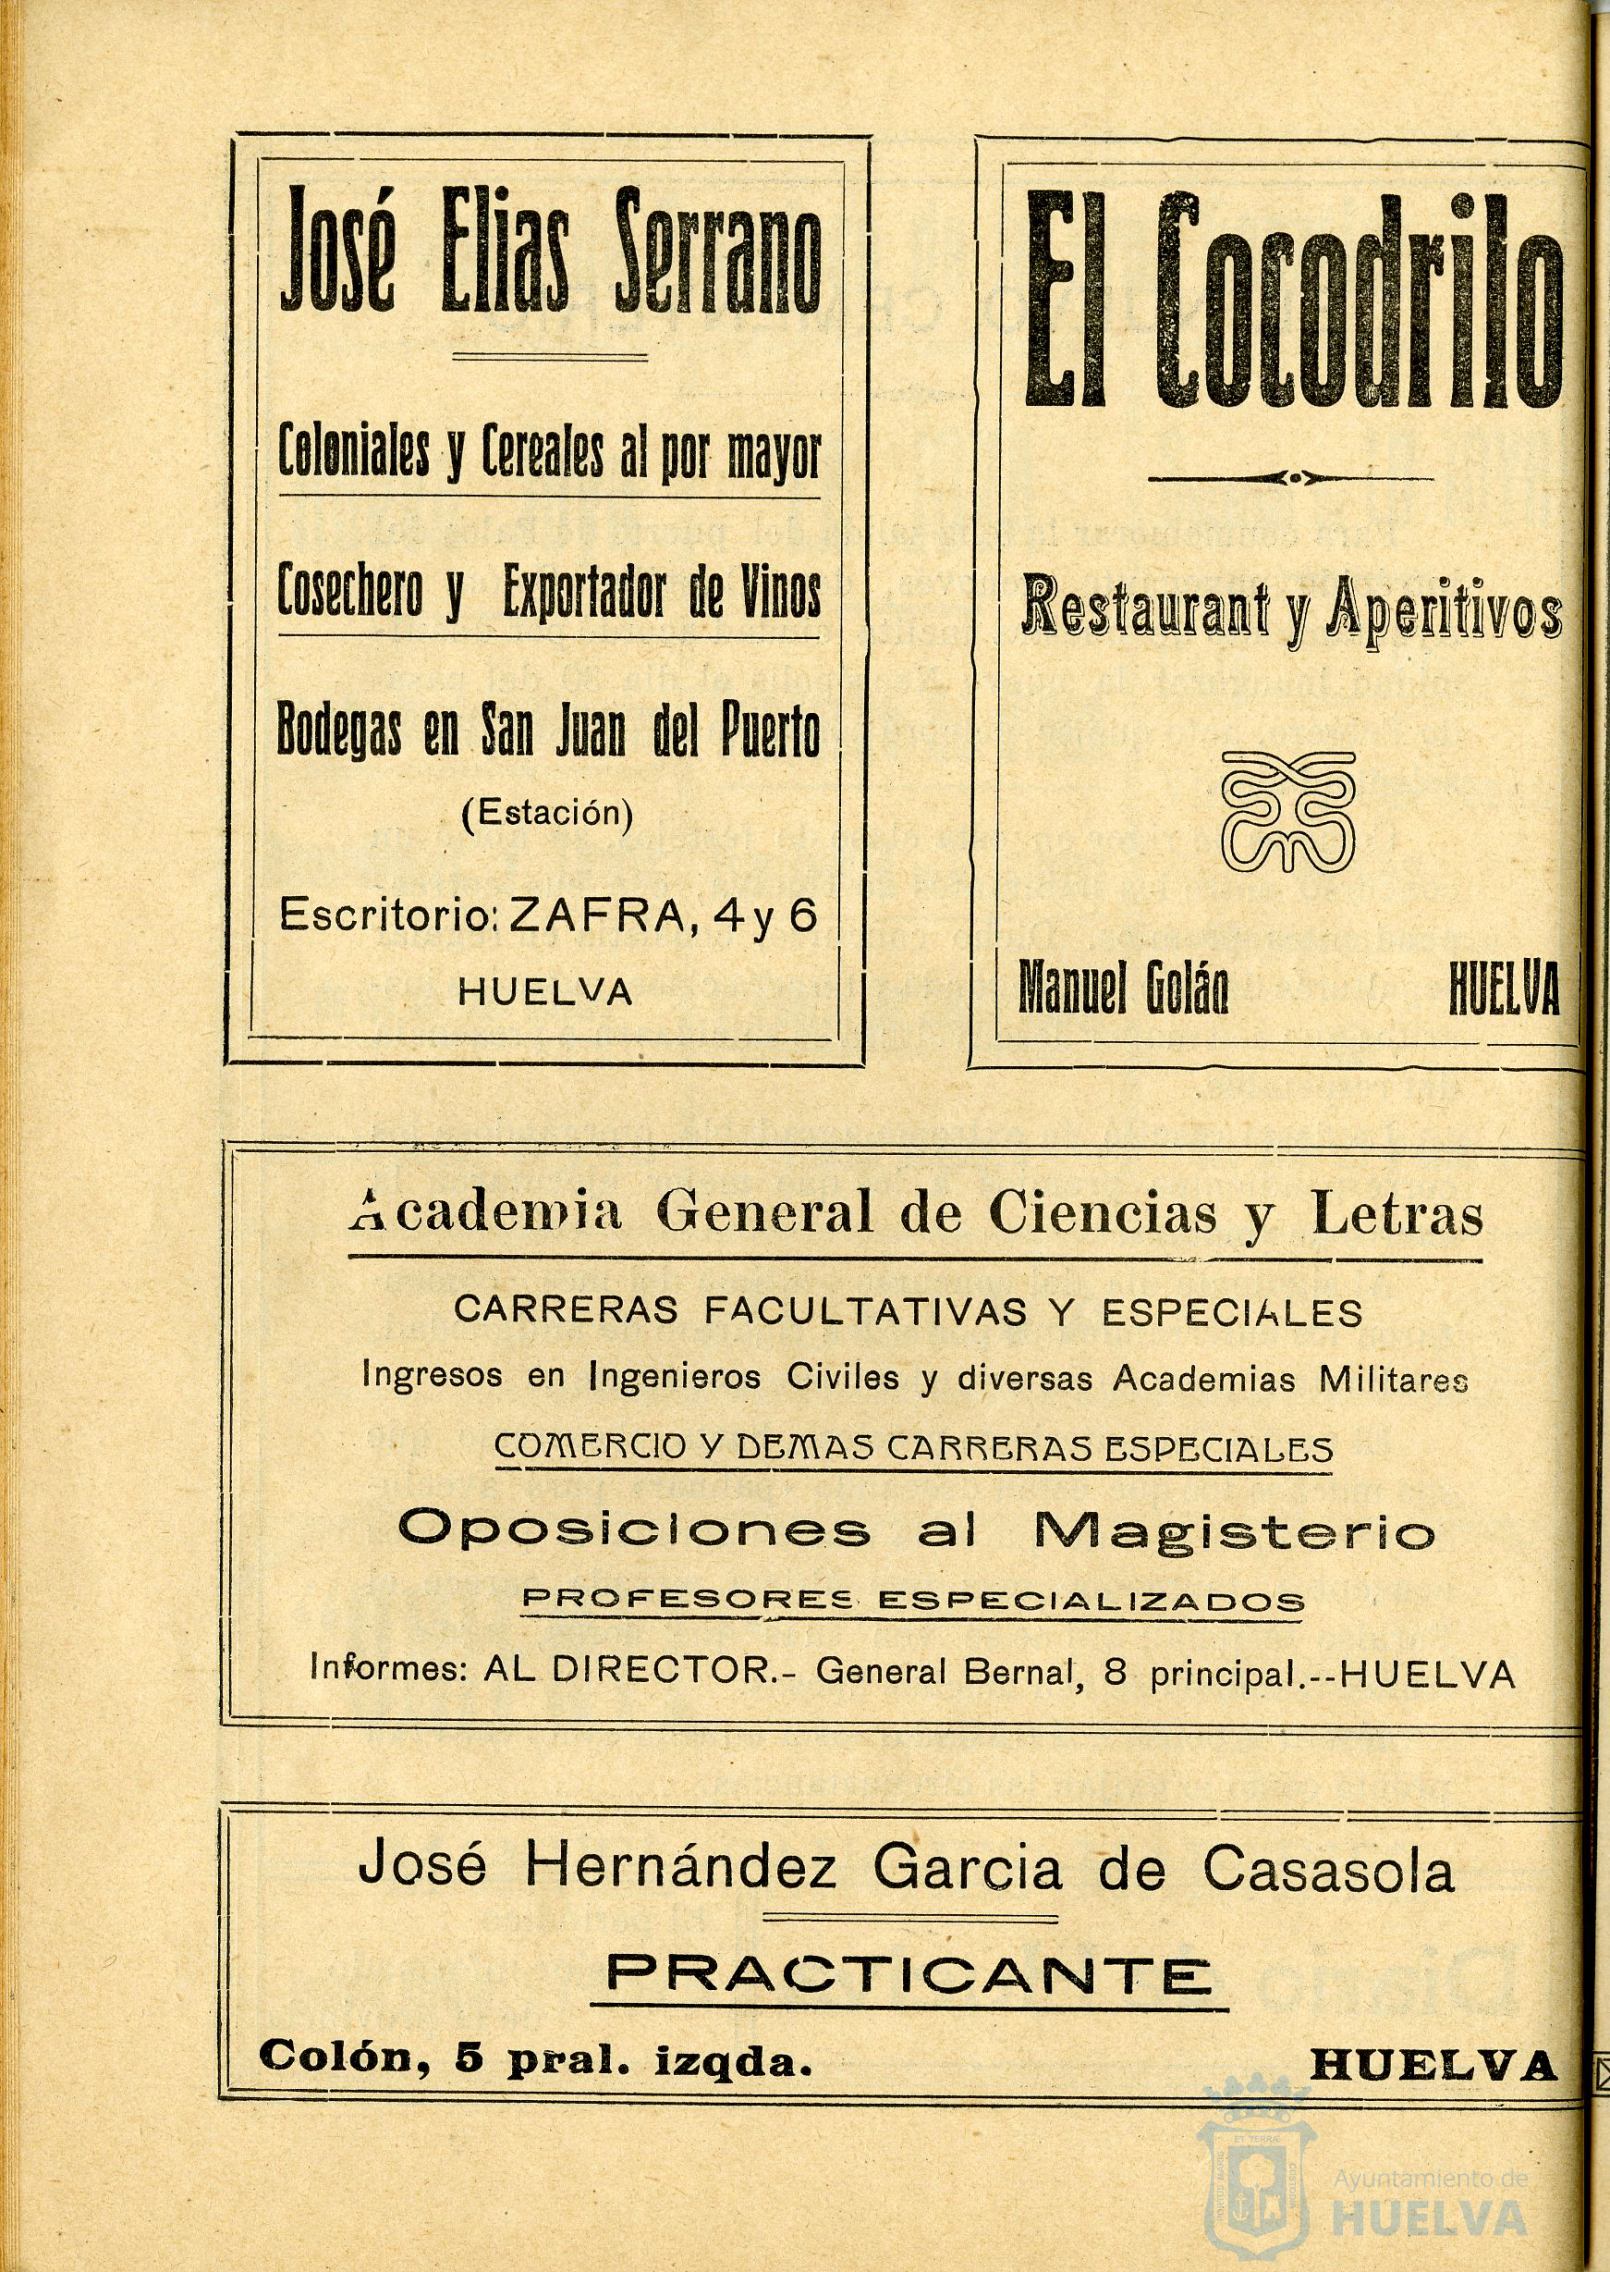 José Elias Serrano
Coloniales y Cereales al por mayor
Cosechero y Exportador de Vinos
Bodegas en San Juan del Puerto
(Estación)
Escritorio: ZAFRA, 4 y 6
HUELVA
El Cocodrilo
Restaurant y Aperitivos
Manuel Golán HUELVA
Academia General de Ciencias y Letras
CARRERAS FACULTATIVAS Y ESPECIALES
Ingresos en Ingenieros Civiles y diversas Academias Militares
COMERCIO Y DEMAS CARRERAS ESPECIALES
Oposiciones al Magisterio
PROFESORES ESPECIALIZADOS
Informes: AL DIRECTOR.- General Bernal, 8 principal.--HUELVA
José Hernández Garcia de Casasola
PRACTICANTE
Colón, 5 pral. izqda. HUELVA
Ayuntamiento de
HUELVA